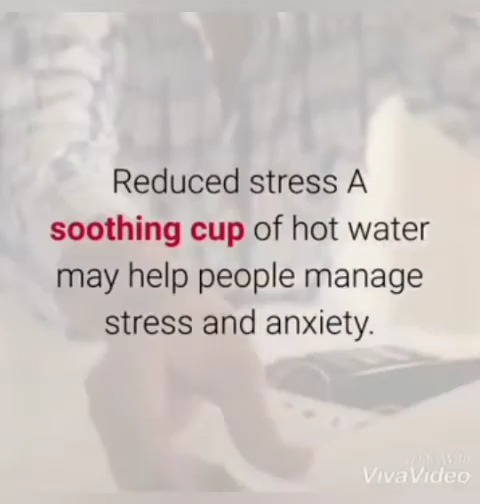 Reduced stress A
soothing cup of hot water
may help people manage
stress and anxiety.
VivaVideo